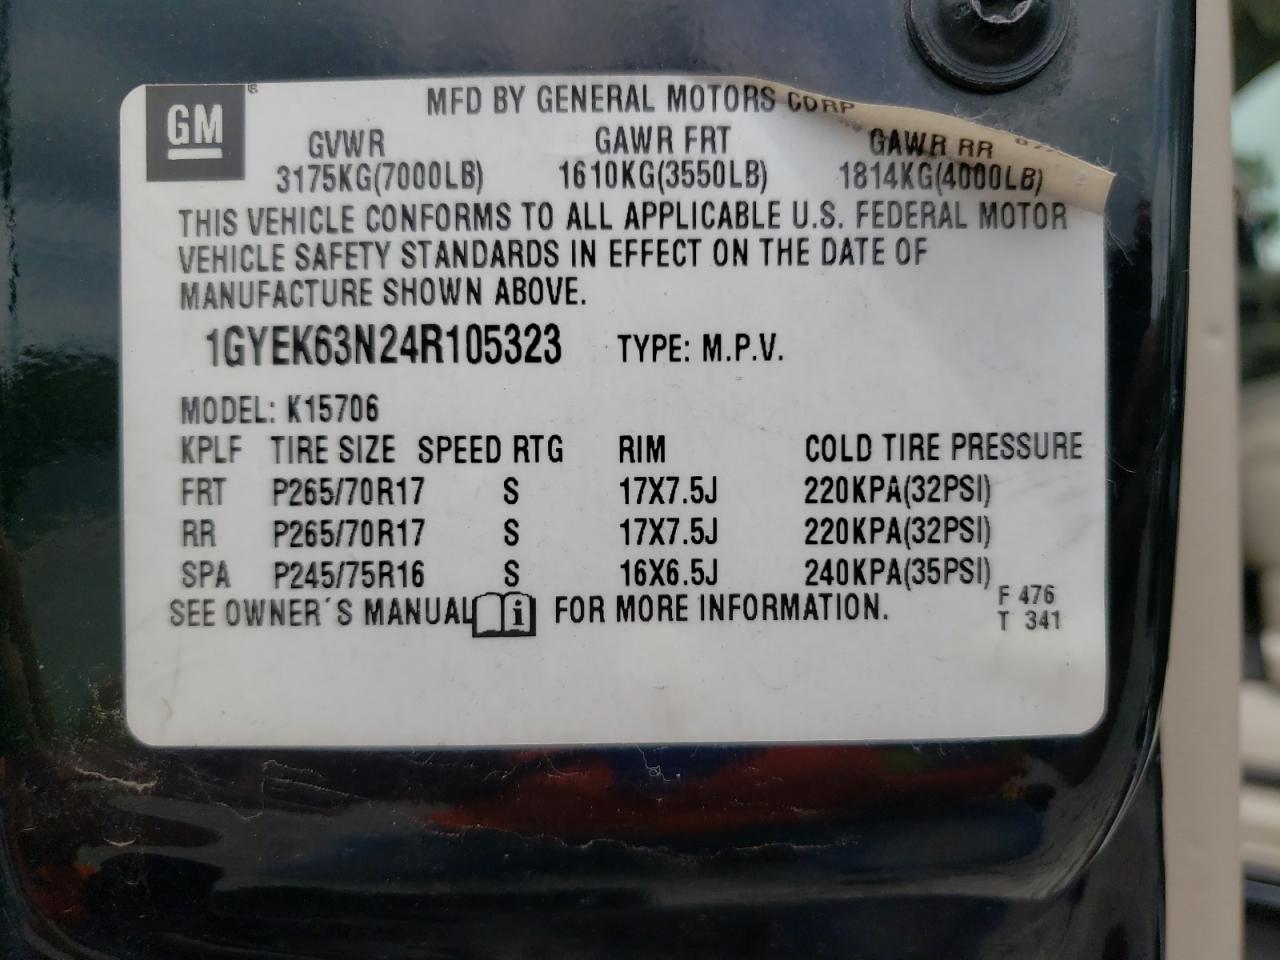 GM ®
MFD BY GENERAL MOTORS CORP
GVWR GAWR FRT GAWR RR
3175KG(7000LB) 1610KG(3550LB) 1814KG(4000LB)
THIS VEHICLE CONFORMS TO ALL APPLICABLE U.S. FEDERAL MOTOR
VEHICLE SAFETY STANDARDS IN EFFECT ON THE DATE OF
MANUFACTURE SHOWN ABOVE.
1GYEK63N24R105323 TYPE: M.P.V.
MODEL: K15706
KPLF TIRE SIZE SPEED RTG RIM COLD TIRE PRESSURE
FRT P265/70R17 S 17X7.5J 220KPA(32PSI)
RR P265/70R17 S 17X7.5J 220KPA(32PSI)
SPA P245/75R16 S 16X6.5J 240KPA(35PSI)
SEE OWNER´S MANUAL i FOR MORE INFORMATION.
F 476
T 341